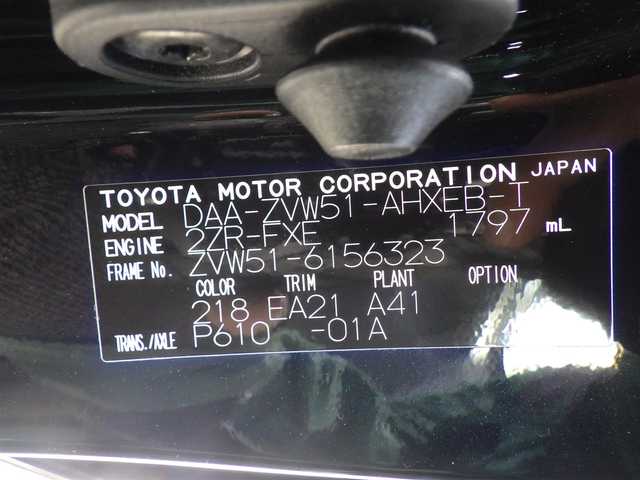 TOYOTA MOTOR CORPORATION JAPAN
MODEL DAA-ZVW51-AHXEB-T
ENGINE 2ZR-FXE 1797 mL
FRAME No. ZVW51-6156323
COLOR TRIM PLANT OPTION
218 EA21 A41
TRANS./AXLE P610 -01A